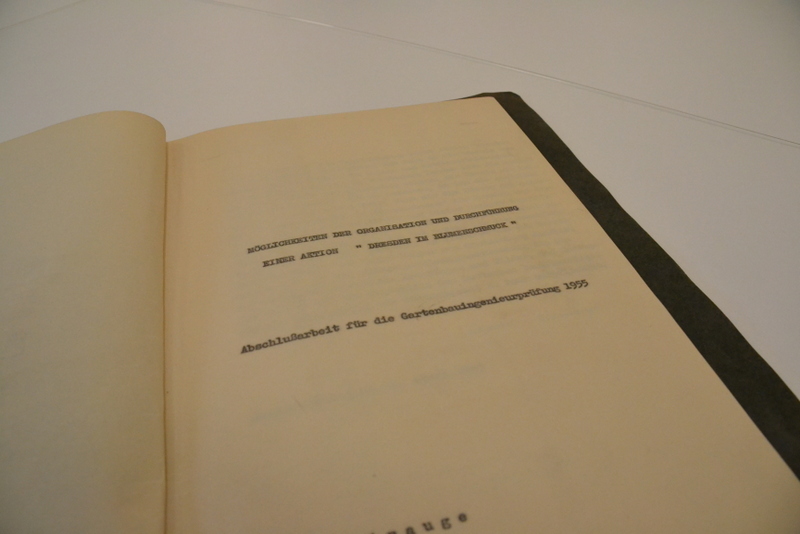 MÖGLICHKEITEN DER ORGANISATION UND DURCHFÜHRUNG
EINER AKTION " DRESDEN IM BLUMENSCHMUCK "
Abschlußarbeit für die Gartenbauingenieurprüfung 1955